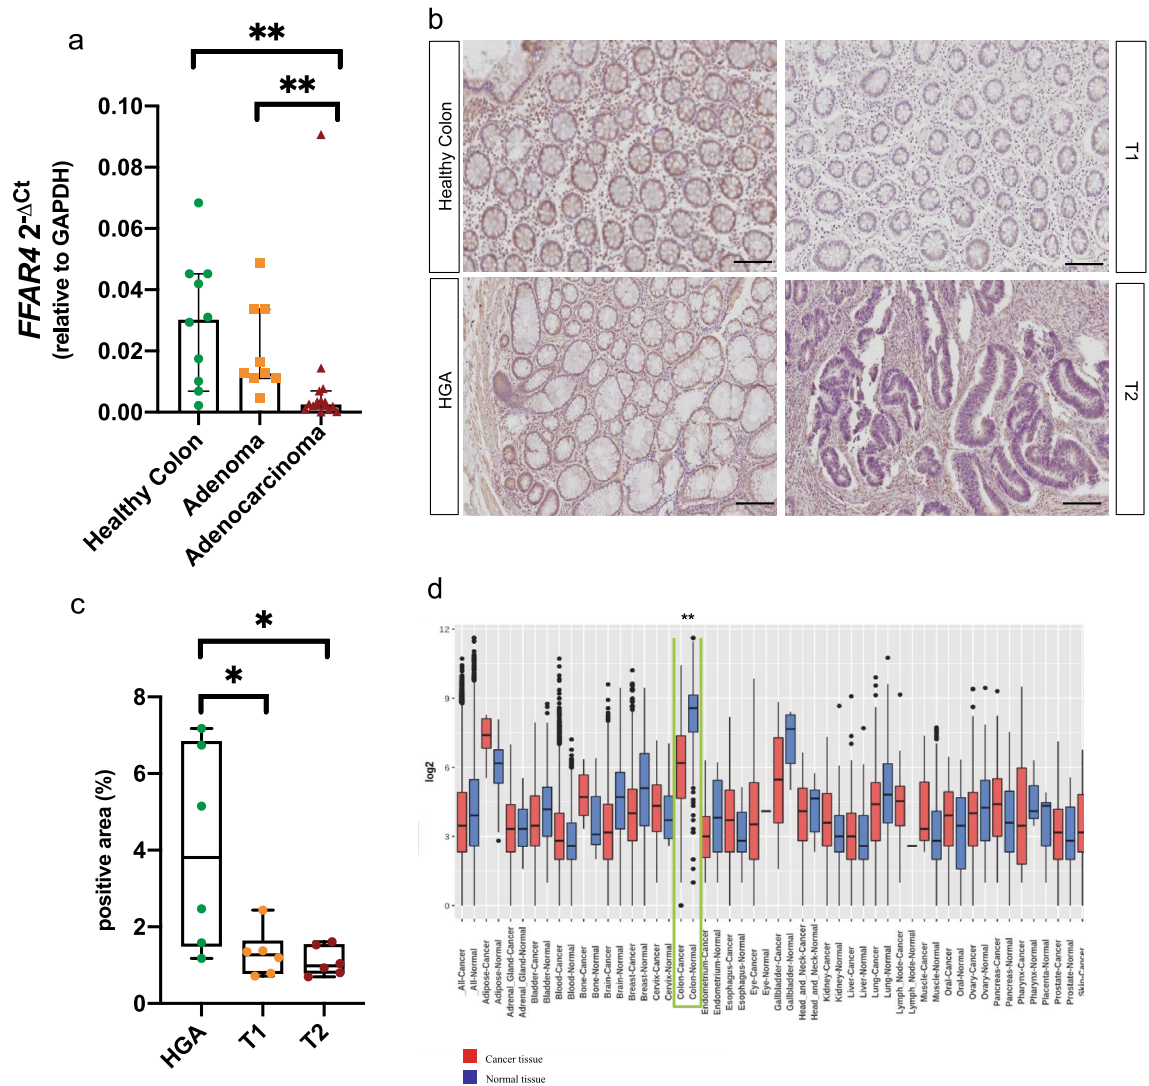 a
**
**
0.10
0.08
0.06
0.04
0.02
0.00
FFAR4 2-ΔCt
(relative to GAPDH)
Healthy Colon
Adenoma
Adenocarcinoma
b
Healthy Colon
T1
HGA
T2
c
*
*
8
6
4
2
0
positive area (%)
HGA
T1
T2
d
**
12
9
6
3
0
log2
_All-Cancer
_All-Normal
Adipose-Cancer
Adipose-Normal
Adrenal_Gland-Cancer
Adrenal_Gland-Normal
Bladder-Cancer
Bladder-Normal
Blood-Cancer
Blood-Normal
Bone-Cancer
Bone-Normal
Brain-Cancer
Brain-Normal
Breast-Cancer
Breast-Normal
Cervix-Cancer
Cervix-Normal
Colon-Cancer
Colon-Normal
Endometrium-Cancer
Endometrium-Normal
Esophagus-Cancer
Esophagus-Normal
Eye-Cancer
Eye-Normal
Gallbladder-Cancer
Gallbladder-Normal
Head_and_Neck-Cancer
Head_and_Neck-Normal
Kidney-Cancer
Kidney-Normal
Liver-Cancer
Liver-Normal
Lung-Cancer
Lung-Normal
Lymph_Node-Cancer
Lymph_Node-Normal
Muscle-Cancer
Muscle-Normal
Oral-Cancer
Oral-Normal
Ovary-Cancer
Ovary-Normal
Pancreas-Cancer
Pancreas-Normal
Pharynx-Cancer
Pharynx-Normal
Placenta-Normal
Prostate-Cancer
Prostate-Normal
Skin-Cancer
Cancer tissue
Normal tissue